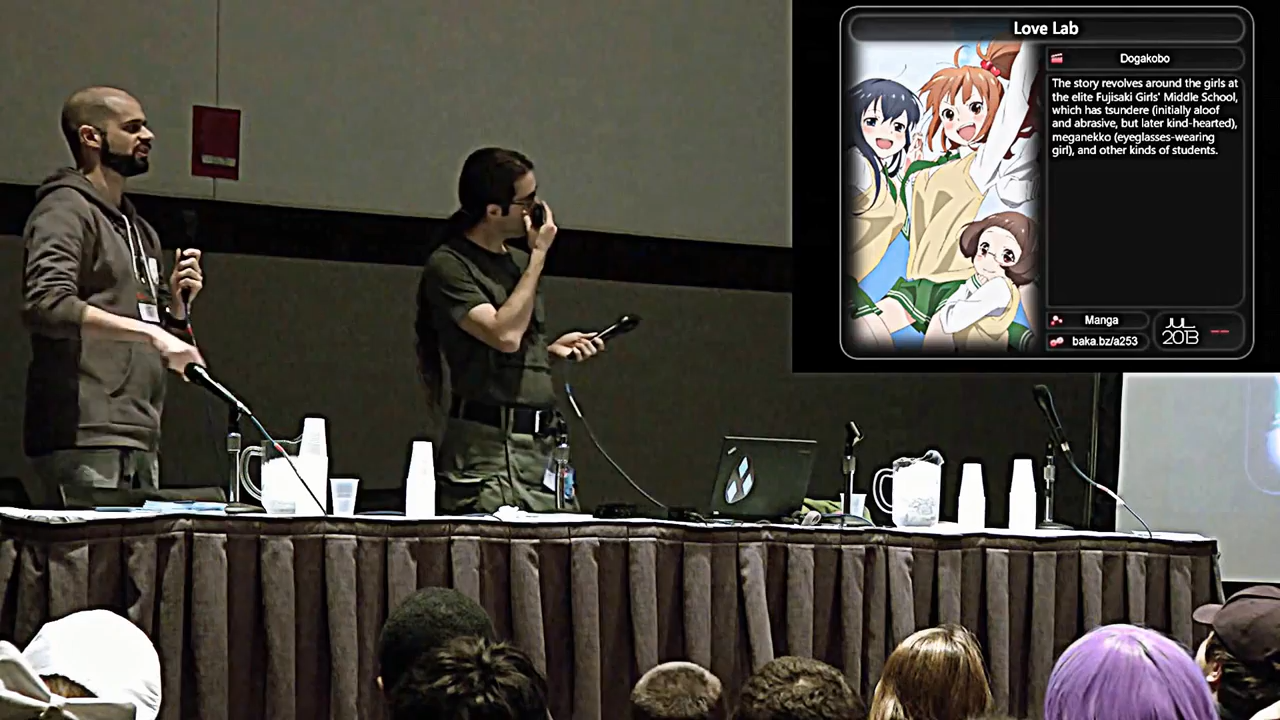 Love Lab
Dogakobo
The story revolves around the girls at
the elite Fujisaki Girls' Middle School,
which has tsundere (initially aloof
and abrasive, but later kind-hearted),
meganekko (eyeglasses-wearing
girl), and other kinds of students.
Manga
baka.bz/a253
JUL
2013